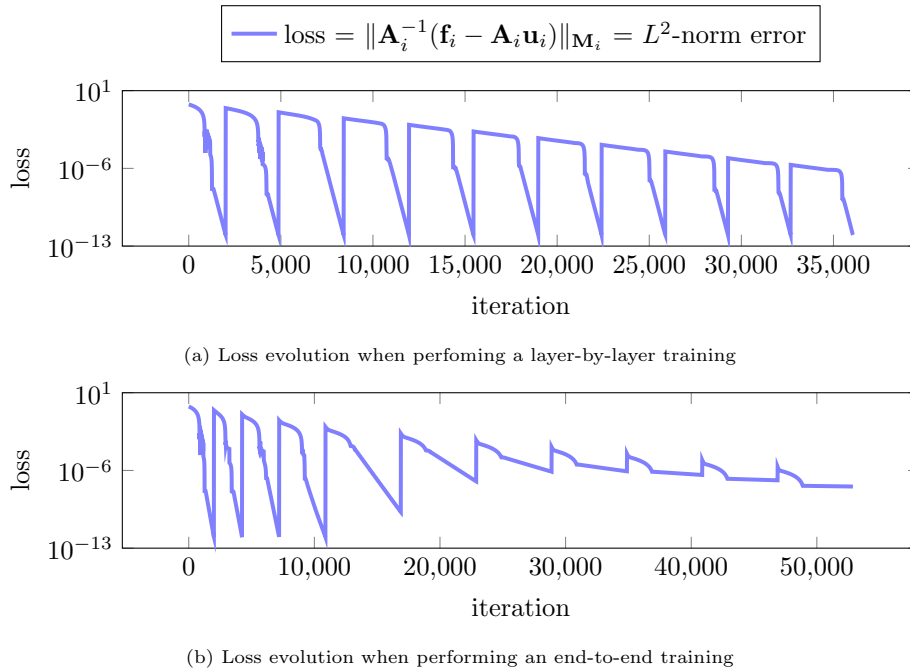 loss = ‖A_i^{-1}(f_i − A_i u_i)‖_{M_i} = L^2-norm error
10^1
10^{-6}
10^{-13}
loss
0 5,000 10,000 15,000 20,000 25,000 30,000 35,000
iteration
(a) Loss evolution when perfoming a layer-by-layer training
10^1
10^{-6}
10^{-13}
loss
0 10,000 20,000 30,000 40,000 50,000
iteration
(b) Loss evolution when performing an end-to-end training